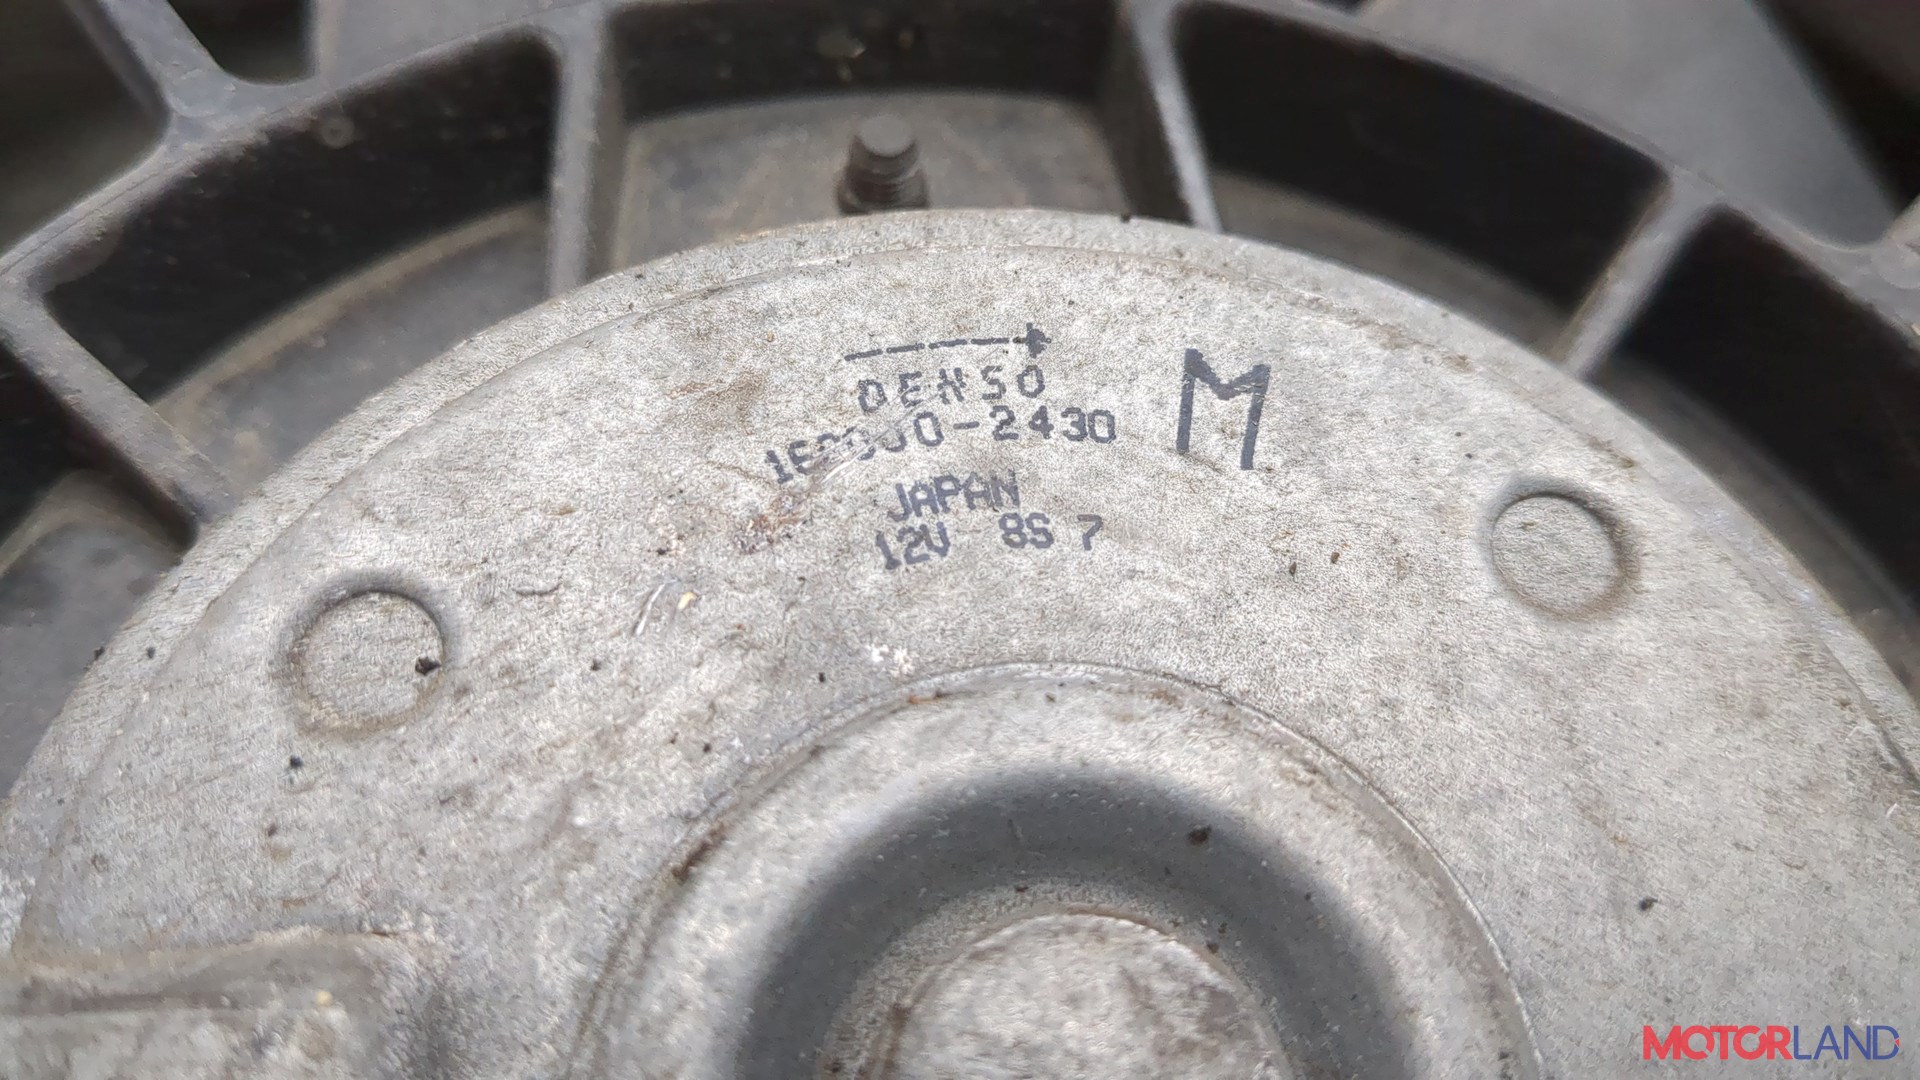 DENSO
M
JAPAN
12V 8S 7
MOTORLAND